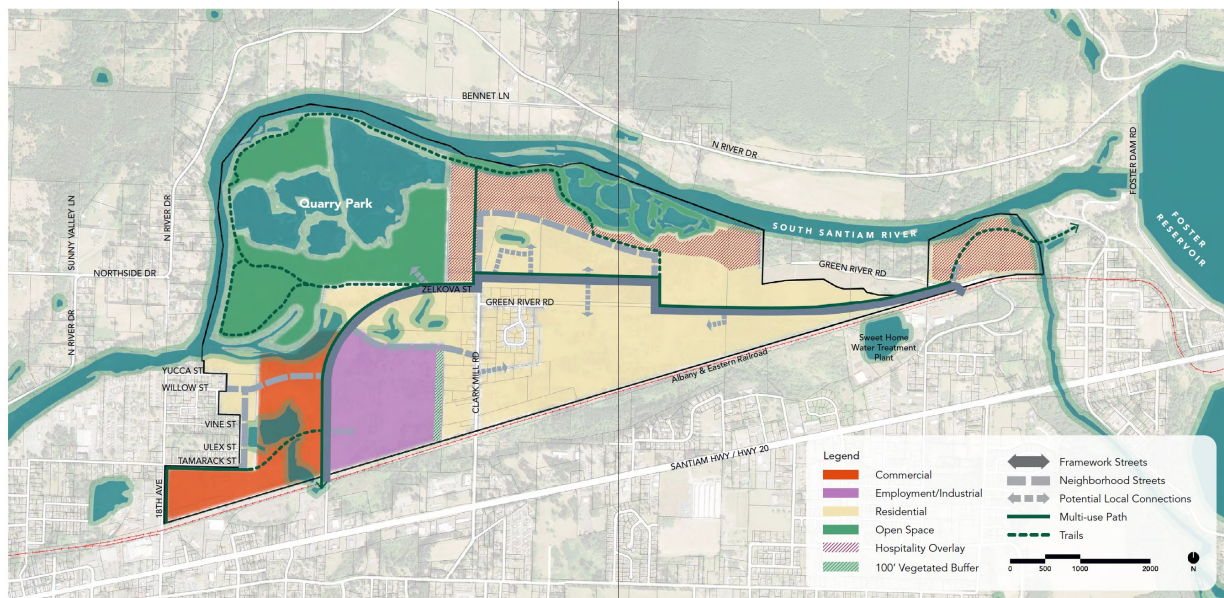 BENNET LN
N RIVER DR
FOSTER DAM RD
SUNNY VALLEY LN
N RIVER DR
Quarry Park
SOUTH SANTIAM RIVER
FOSTER
RESERVOIR
NORTHSIDE DR
GREEN RIVER RD
ZELKOVA ST
GREEN RIVER RD
N RIVER DR
Sweet Home
Water Treatment
Plant
Albany & Eastern Railroad
YUCCA ST
WILLOW ST
CLARK MILL RD
VINE ST
ULEX ST
TAMARACK ST
18TH AVE
SANTIAM HWY / HWY 20
Legend
Commercial
Employment/Industrial
Residential
Open Space
Hospitality Overlay
100' Vegetated Buffer
Framework Streets
Neighborhood Streets
Potential Local Connections
Multi-use Path
Trails
0 500 1000 2000
N